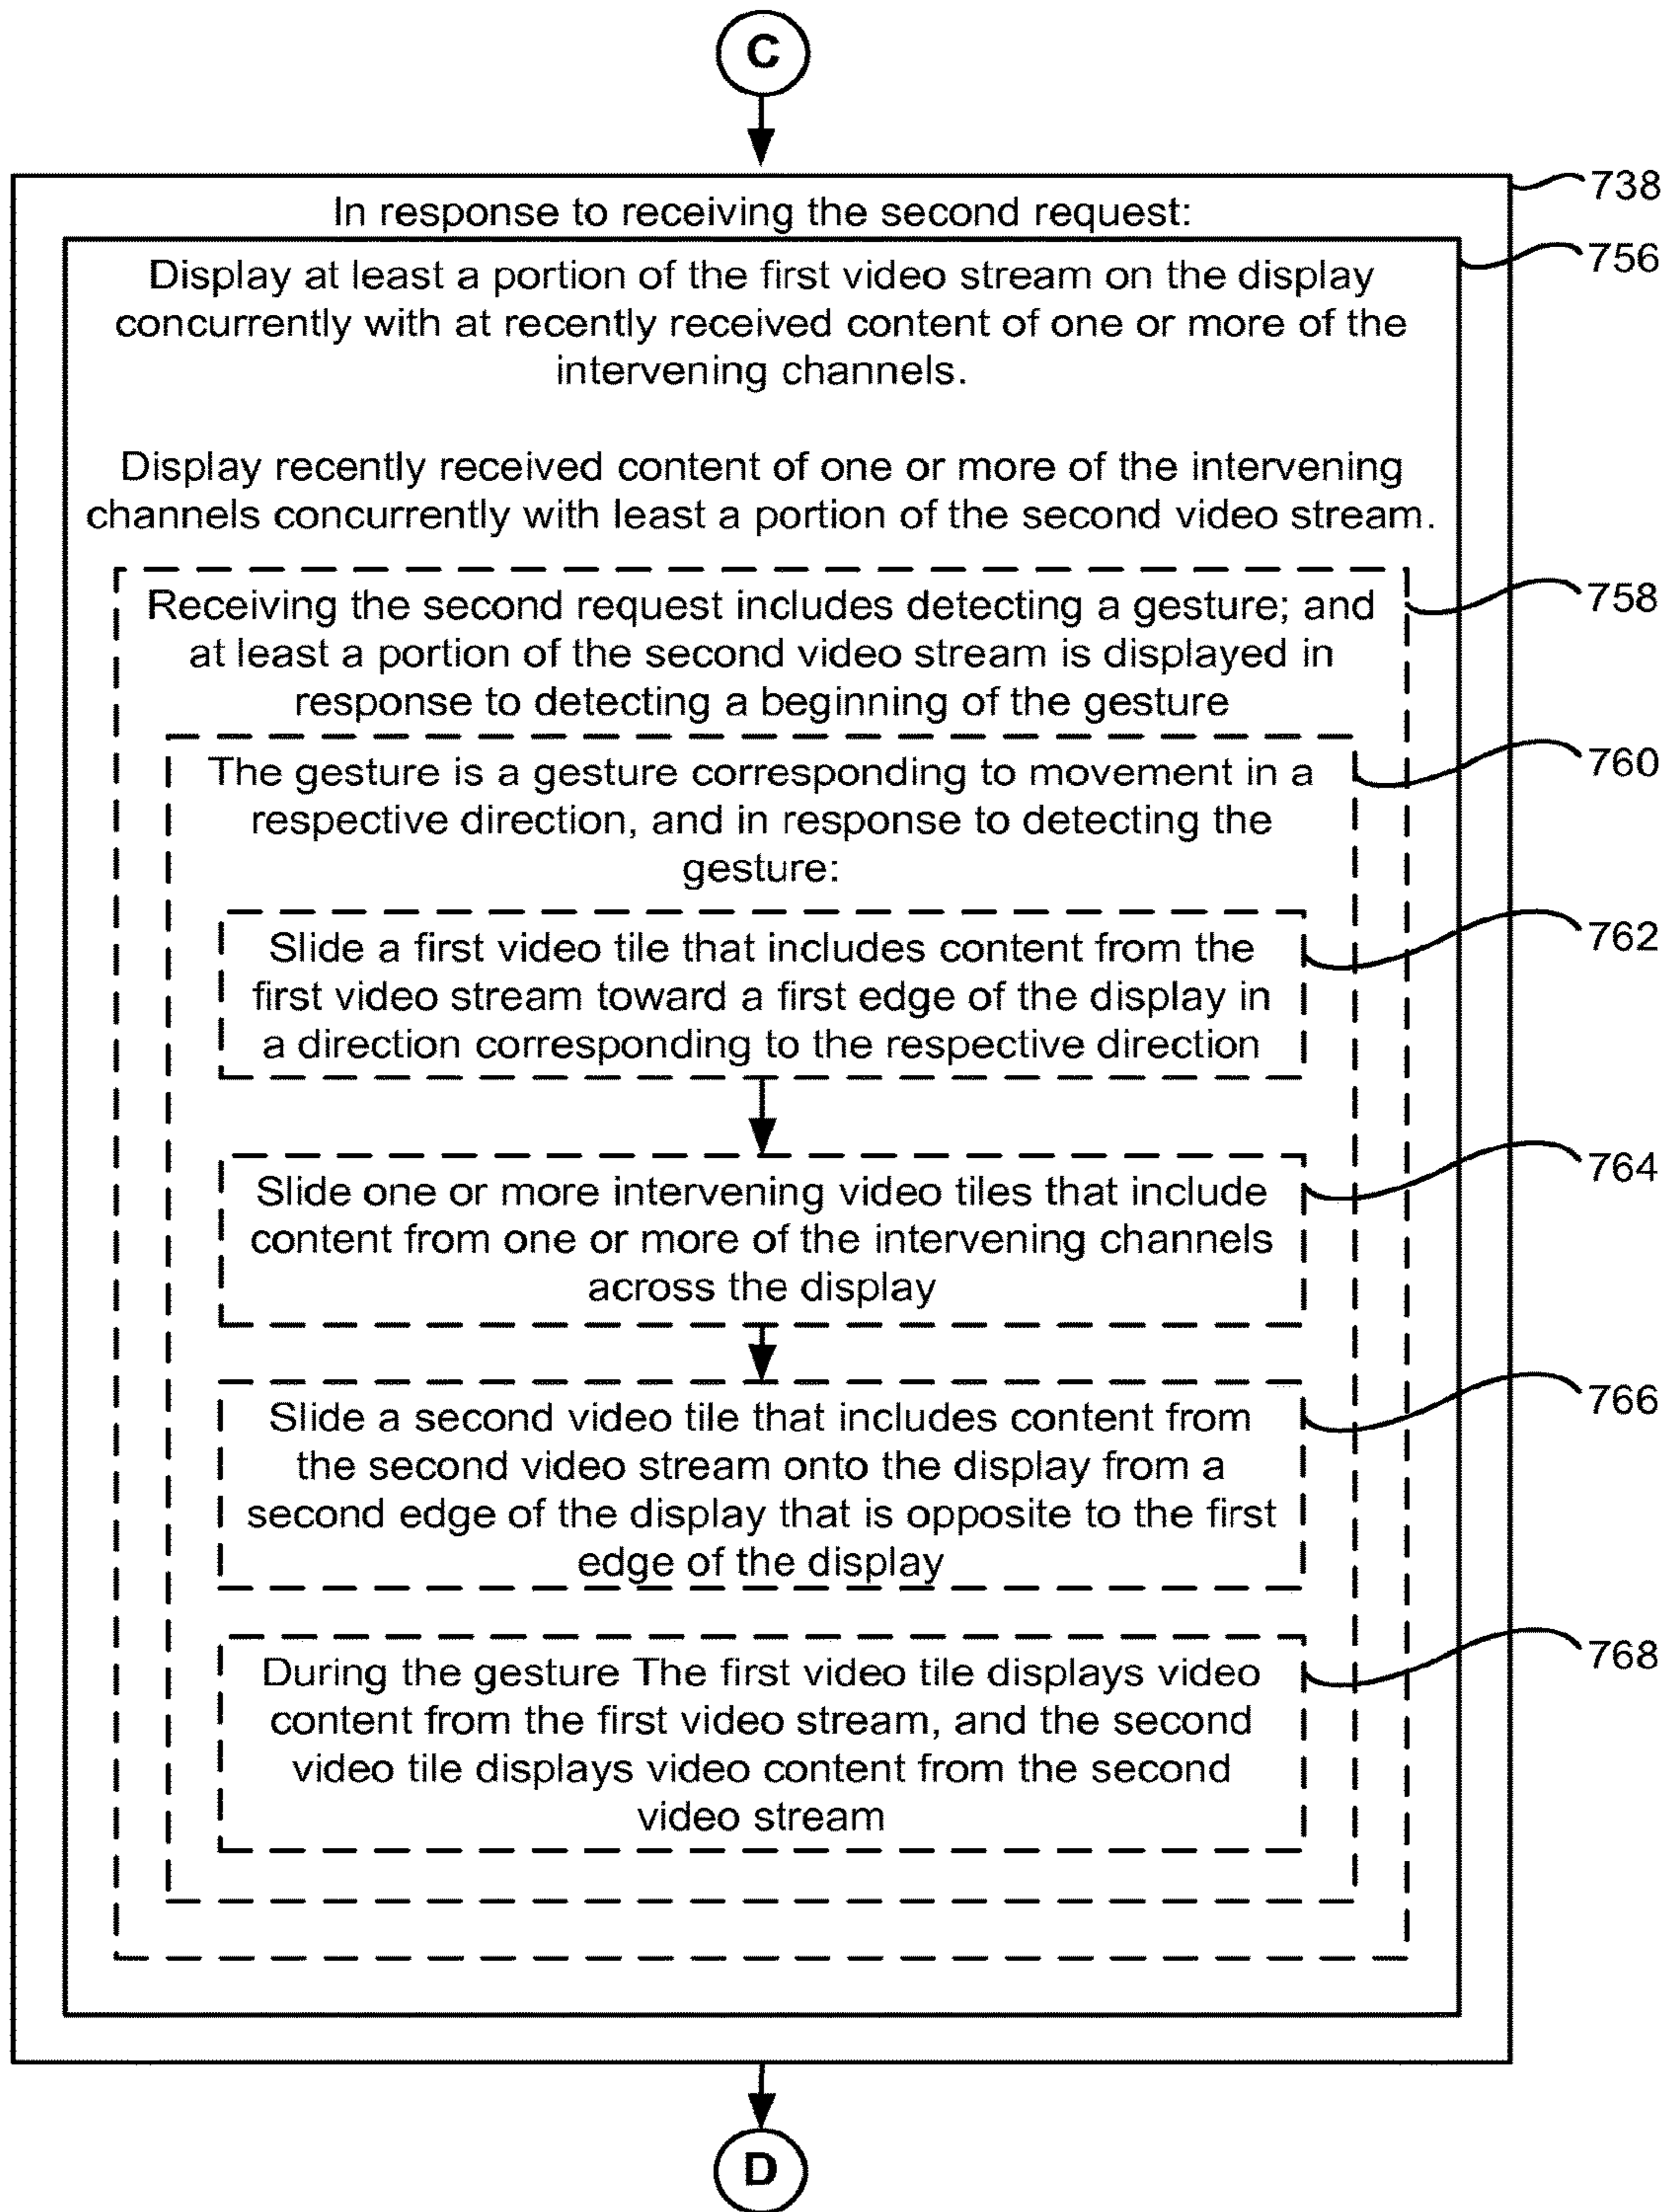 C
738
In response to receiving the second request:
756
Display at least a portion of the first video stream on the display
concurrently with at recently received content of one or more of the
intervening channels.
Display recently received content of one or more of the intervening
channels concurrently with least a portion of the second video stream.
758
Receiving the second request includes detecting a gesture; and
at least a portion of the second video stream is displayed in
response to detecting a beginning of the gesture
760
The gesture is a gesture corresponding to movement in a
respective direction, and in response to detecting the
gesture:
762
Slide a first video tile that includes content from the
first video stream toward a first edge of the display in
a direction corresponding to the respective direction
764
Slide one or more intervening video tiles that include
content from one or more of the intervening channels
across the display
766
Slide a second video tile that includes content from
the second video stream onto the display from a
second edge of the display that is opposite to the first
edge of the display
768
During the gesture The first video tile displays video
content from the first video stream, and the second
video tile displays video content from the second
video stream
D